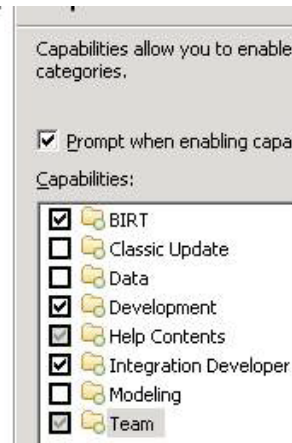 Capabilities allow you to enable
categories.
Prompt when enabling capa
Capabilities:
BIRT
Classic Update
Data
Development
Help Contents
Integration Developer
Modeling
Team